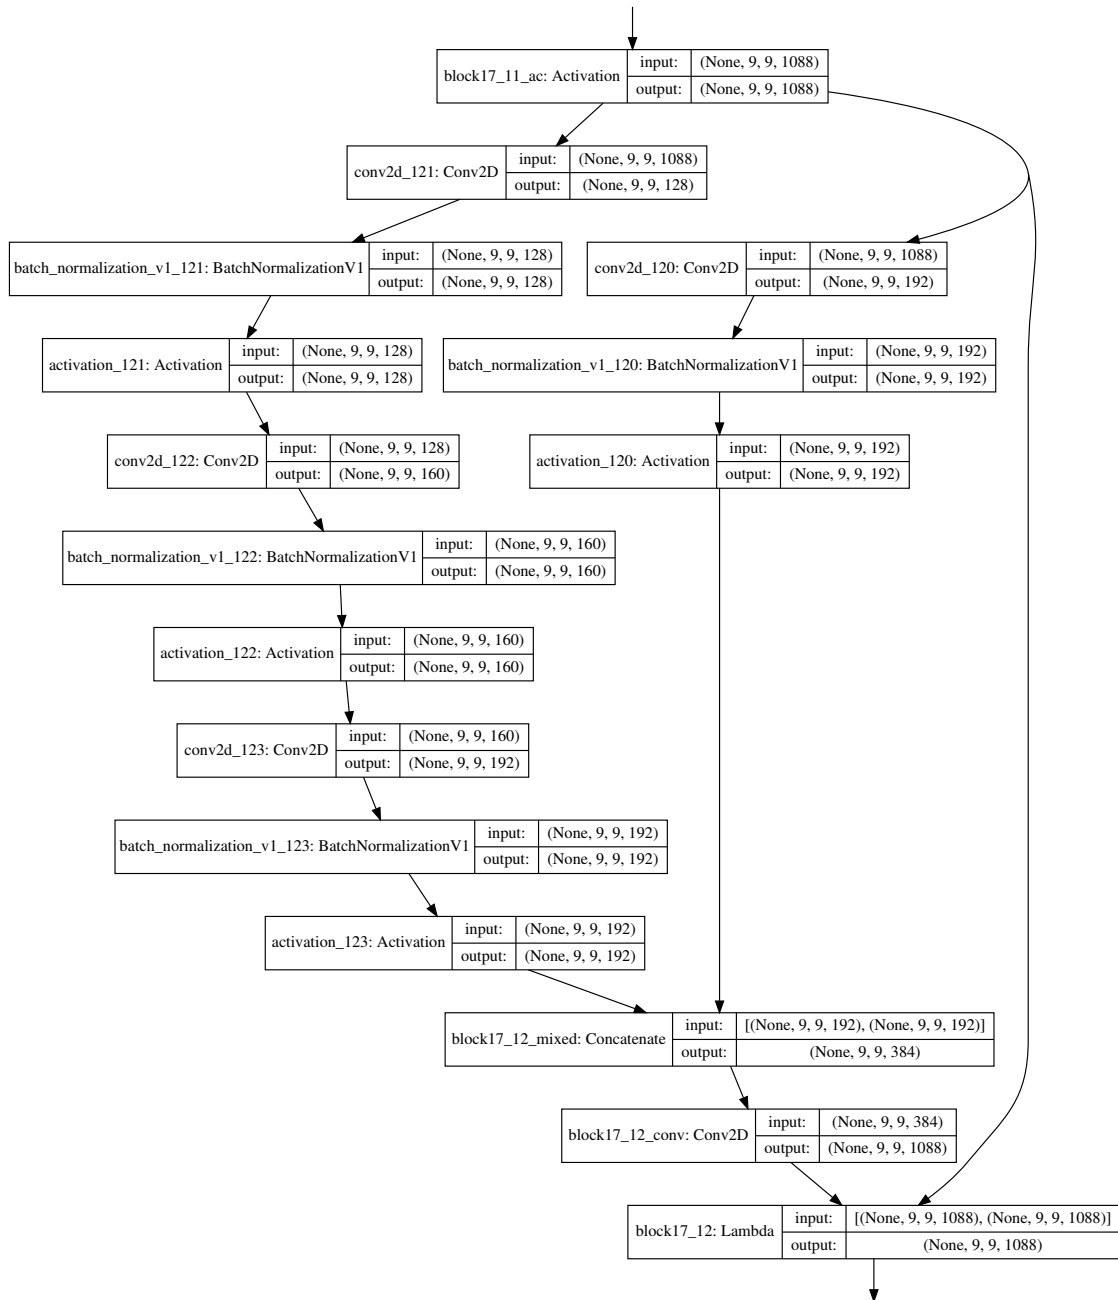 block17_11_ac: Activation
input: (None, 9, 9, 1088)
output: (None, 9, 9, 1088)
conv2d_121: Conv2D
input: (None, 9, 9, 1088)
output: (None, 9, 9, 128)
batch_normalization_v1_121: BatchNormalizationV1
input: (None, 9, 9, 128)
output: (None, 9, 9, 128)
conv2d_120: Conv2D
input: (None, 9, 9, 1088)
output: (None, 9, 9, 192)
activation_121: Activation
input: (None, 9, 9, 128)
output: (None, 9, 9, 128)
batch_normalization_v1_120: BatchNormalizationV1
input: (None, 9, 9, 192)
output: (None, 9, 9, 192)
conv2d_122: Conv2D
input: (None, 9, 9, 128)
output: (None, 9, 9, 160)
activation_120: Activation
input: (None, 9, 9, 192)
output: (None, 9, 9, 192)
batch_normalization_v1_122: BatchNormalizationV1
input: (None, 9, 9, 160)
output: (None, 9, 9, 160)
activation_122: Activation
input: (None, 9, 9, 160)
output: (None, 9, 9, 160)
conv2d_123: Conv2D
input: (None, 9, 9, 160)
output: (None, 9, 9, 192)
batch_normalization_v1_123: BatchNormalizationV1
input: (None, 9, 9, 192)
output: (None, 9, 9, 192)
activation_123: Activation
input: (None, 9, 9, 192)
output: (None, 9, 9, 192)
block17_12_mixed: Concatenate
input: [(None, 9, 9, 192), (None, 9, 9, 192)]
output: (None, 9, 9, 384)
block17_12_conv: Conv2D
input: (None, 9, 9, 384)
output: (None, 9, 9, 1088)
block17_12: Lambda
input: [(None, 9, 9, 1088), (None, 9, 9, 1088)]
output: (None, 9, 9, 1088)